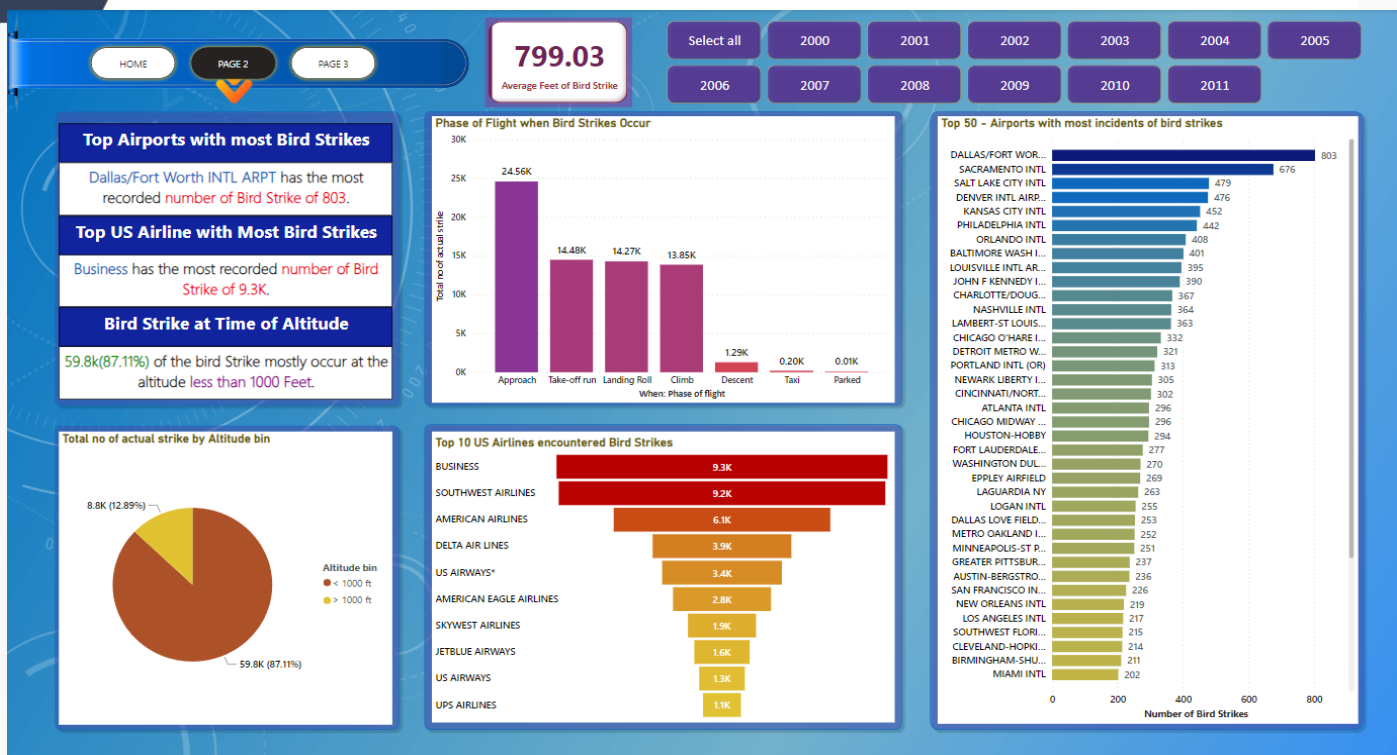 HOME
PAGE 2
PAGE 3
799.03
Average Feet of Bird Strike
Select all
2000
2001
2002
2003
2004
2005
2006
2007
2008
2009
2010
2011
Top Airports with most Bird Strikes
Dallas/Fort Worth INTL ARPT has the most
recorded number of Bird Strike of 803.
Top US Airline with Most Bird Strikes
Business has the most recorded number of Bird
Strike of 9.3K.
Bird Strike at Time of Altitude
59.8k(87.11%) of the bird Strike mostly occur at the
altitude less than 1000 Feet.
Phase of Flight when Bird Strikes Occur
Total no of actual strike
30K
25K
20K
15K
10K
5K
0K
24.56K
14.48K
14.27K
13.85K
1.29K
0.20K
0.01K
Approach
Take-off run
Landing Roll
Climb
Descent
Taxi
Parked
When: Phase of flight
Total no of actual strike by Altitude bin
8.8K (12.89%)
59.8K (87.11%)
Altitude bin
< 1000 ft
> 1000 ft
Top 10 US Airlines encountered Bird Strikes
BUSINESS 9.3K
SOUTHWEST AIRLINES 9.2K
AMERICAN AIRLINES 6.1K
DELTA AIR LINES 3.9K
US AIRWAYS* 3.4K
AMERICAN EAGLE AIRLINES 2.8K
SKYWEST AIRLINES 1.9K
JETBLUE AIRWAYS 1.6K
US AIRWAYS 1.3K
UPS AIRLINES 1.1K
Top 50 - Airports with most incidents of bird strikes
DALLAS/FORT WOR... 803
SACRAMENTO INTL 676
SALT LAKE CITY INTL 479
DENVER INTL AIRP... 476
KANSAS CITY INTL 452
PHILADELPHIA INTL 442
ORLANDO INTL 408
BALTIMORE WASH I... 401
LOUISVILLE INTL AR... 395
JOHN F KENNEDY I... 390
CHARLOTTE/DOUG... 367
NASHVILLE INTL 364
LAMBERT-ST LOUIS... 363
CHICAGO O'HARE I... 332
DETROIT METRO W... 321
PORTLAND INTL (OR) 313
NEWARK LIBERTY I... 305
CINCINNATI/NORT... 302
ATLANTA INTL 296
CHICAGO MIDWAY ... 296
HOUSTON-HOBBY 294
FORT LAUDERDALE... 277
WASHINGTON DUL... 270
EPPLEY AIRFIELD 269
LAGUARDIA NY 263
LOGAN INTL 255
DALLAS LOVE FIELD... 253
METRO OAKLAND I... 252
MINNEAPOLIS-ST P... 251
GREATER PITTSBUR... 237
AUSTIN-BERGSTRO... 236
SAN FRANCISCO IN... 226
NEW ORLEANS INTL 219
LOS ANGELES INTL 217
SOUTHWEST FLORI... 215
CLEVELAND-HOPKI... 214
BIRMINGHAM-SHU... 211
MIAMI INTL 202
0
200
400
600
800
Number of Bird Strikes